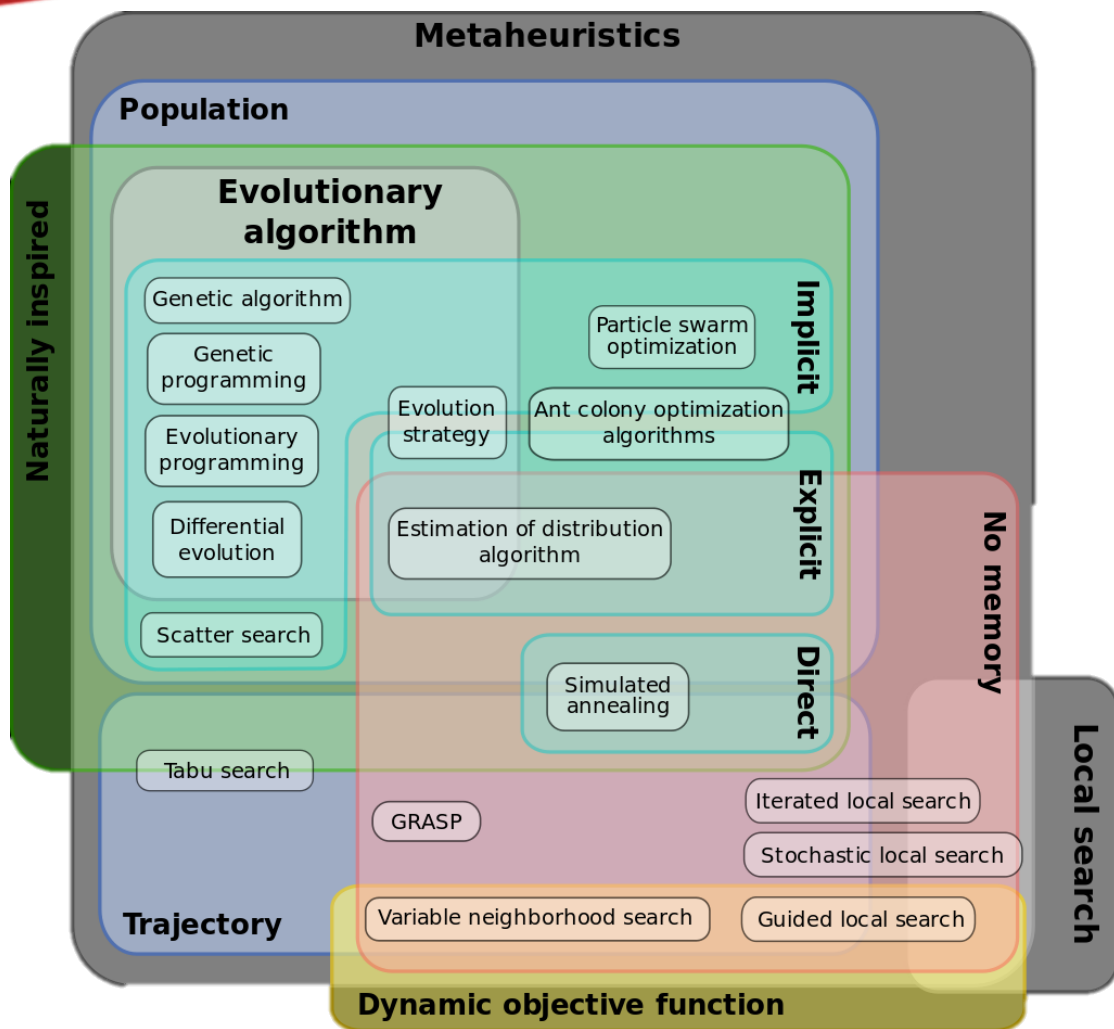 Metaheuristics
Population
Naturally inspired
Evolutionary
algorithm
Genetic algorithm
Implicit
Particle swarm
optimization
Genetic
programming
Evolution
strategy
Ant colony optimization
algorithms
Evolutionary
programming
Explicit
Differential
evolution
Estimation of distribution
algorithm
No memory
Scatter search
Direct
Simulated
annealing
Tabu search
Local search
Iterated local search
GRASP
Stochastic local search
Trajectory
Variable neighborhood search
Guided local search
Dynamic objective function